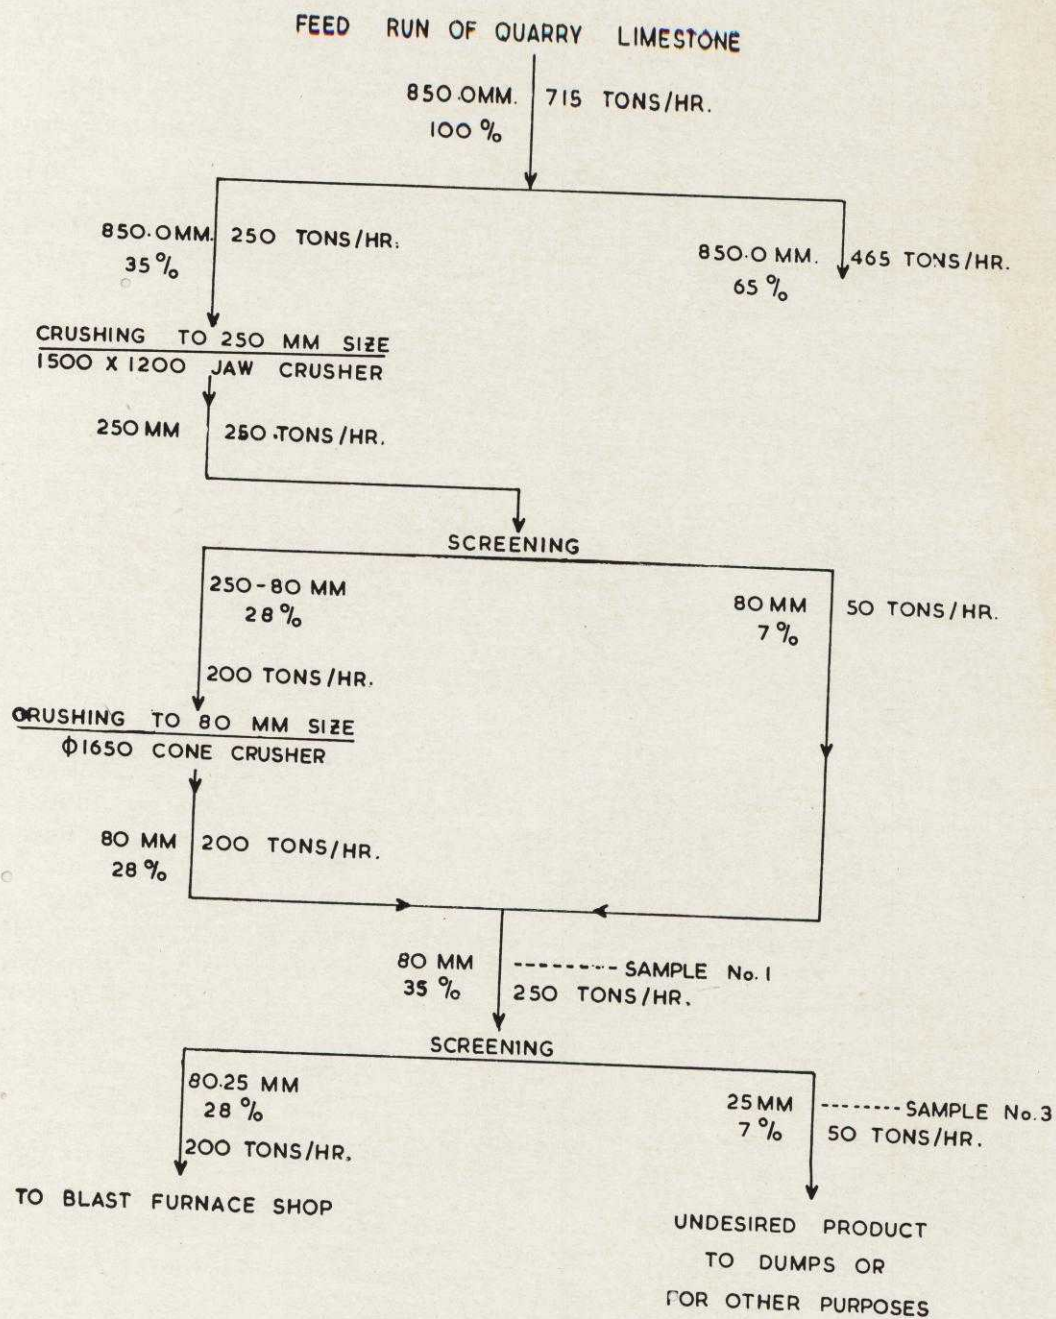 FEED RUN OF QUARRY LIMESTONE
850.0MM. 715 TONS/HR.
100%
850.0MM. 250 TONS/HR.
35%
850.0 MM. 465 TONS/HR.
65%
CRUSHING TO 250 MM SIZE
1500 X 1200 JAW CRUSHER
250 MM 250.TONS/HR.
SCREENING
250-80 MM
28%
200 TONS/HR.
80 MM 50 TONS/HR.
7%
CRUSHING TO 80 MM SIZE
Φ1650 CONE CRUSHER
80 MM 200 TONS/HR.
28%
80 MM --------- SAMPLE No. 1
35% 250 TONS/HR.
SCREENING
80.25 MM
28%
200 TONS/HR.
TO BLAST FURNACE SHOP
25MM -------- SAMPLE No.3
7% 50 TONS/HR.
UNDESIRED PRODUCT
TO DUMPS OR
FOR OTHER PURPOSES